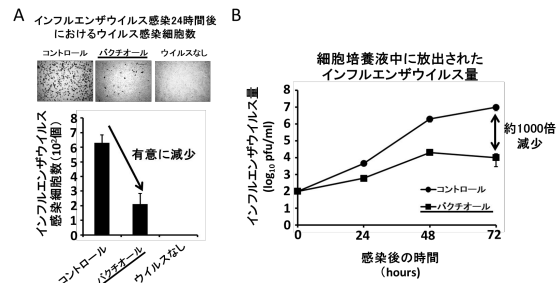 A
インフルエンザウイルス感染24時間後
におけるウイルス感染細胞数
コントロール
バクチオール
ウイルスなし
インフルエンザウイルス
感染細胞数(10²個)
8
7
6
5
4
3
2
1
0
有意に減少
コントロール
バクチオール
ウイルスなし
B
細胞培養液中に放出された
インフルエンザウイルス量
インフルエンザウイルス量
(log₁₀ pfu/ml)
7
6
5
4
3
2
1
0
約1000倍
減少
コントロール
バクチオール
0
24
48
72
感染後の時間
(hours)